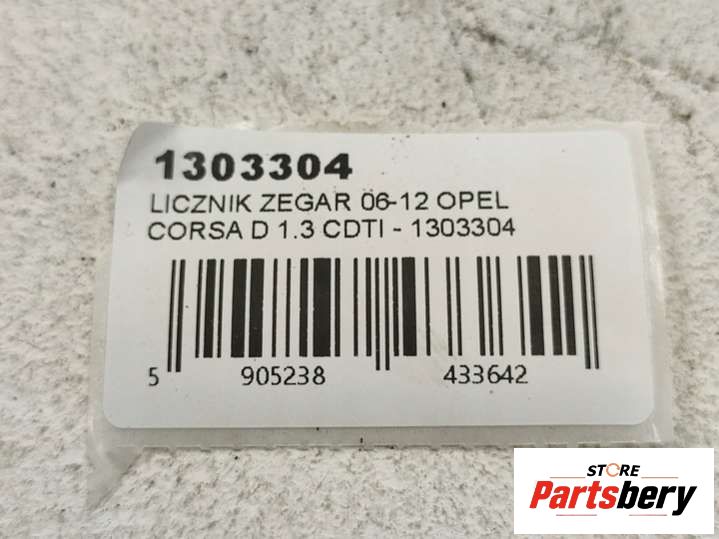 1303304
LICZNIK ZEGAR 06-12 OPEL
CORSA D 1.3 CDTI - 1303304
5 905238 433642
STORE
Partsbery